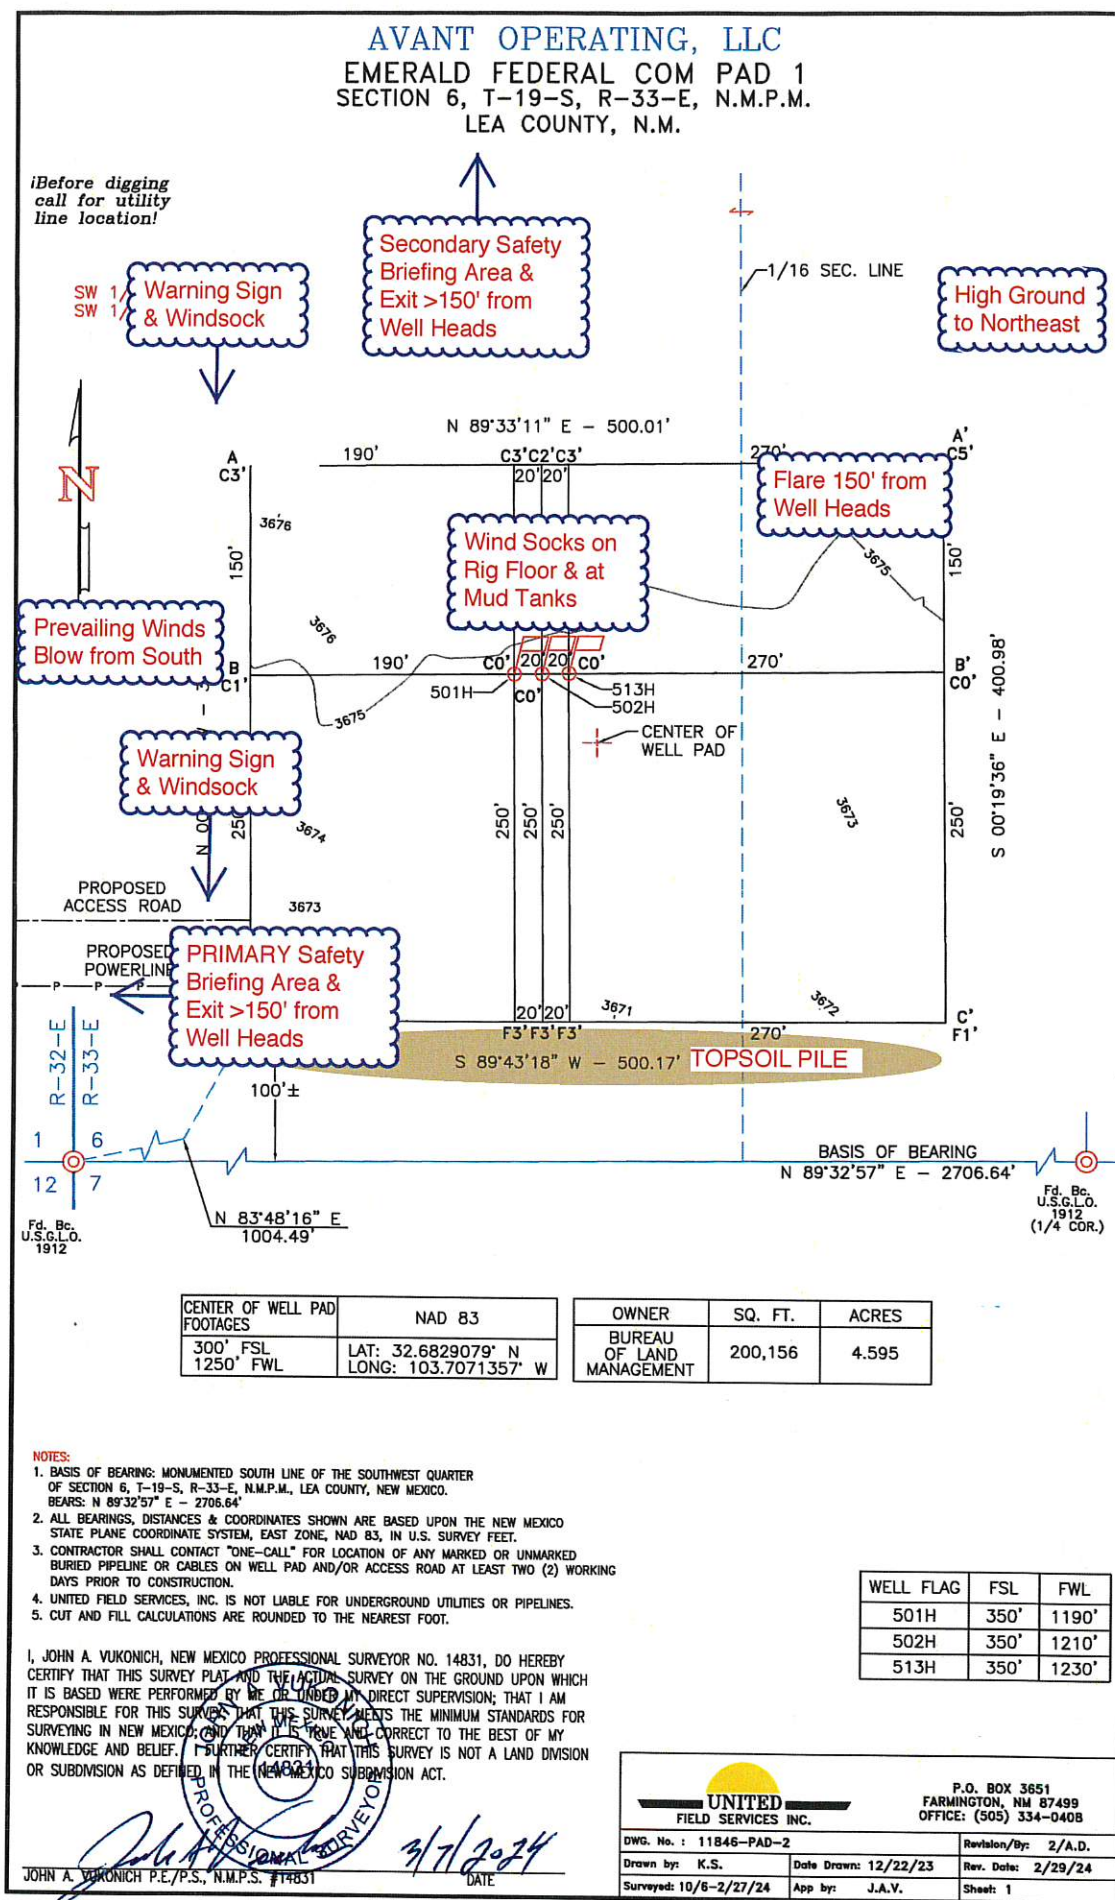 AVANT OPERATING, LLC
EMERALD FEDERAL COM PAD 1
SECTION 6, T-19-S, R-33-E, N.M.P.M.
LEA COUNTY, N.M.
¡Before digging
call for utility
line location!
SW 1/
SW 1/
Warning Sign
& Windsock
Secondary Safety
Briefing Area &
Exit >150' from
Well Heads
1/16 SEC. LINE
High Ground
to Northeast
N
N 89°33'11" E - 500.01'
A
C3'
190'
C3' C2' C3'
20' 20'
270'
A'
C5'
Flare 150' from
Well Heads
3676
150'
Wind Socks on
Rig Floor & at
Mud Tanks
3675
150'
Prevailing Winds
Blow from South
3676
B
C1'
190'
C0' 20' 20' C0'
C0'
270'
B'
C0'
501H
513H
502H
3675
CENTER OF
WELL PAD
S 00°19'36" E - 400.98'
Warning Sign
& Windsock
N 00
W - 3
250'
3674
250'
250'
250'
3673
250'
PROPOSED
ACCESS ROAD
3673
PROPOSED
POWERLINE
P P P
PRIMARY Safety
Briefing Area &
Exit >150' from
Well Heads
20' 20'
3671
3672
F3' F3' F3'
270'
C'
F1'
S 89°43'18" W - 500.17'
TOPSOIL PILE
R-32-E
R-33-E
100'±
1 6
12 7
BASIS OF BEARING
N 89°32'57" E - 2706.64'
Fd. Bc.
U.S.G.L.O.
1912
N 83°48'16" E
1004.49'
Fd. Bc.
U.S.G.L.O.
1912
(1/4 COR.)
CENTER OF WELL PAD FOOTAGES NAD 83
300' FSL LAT: 32.6829079° N
1250' FWL LONG: 103.7071357° W
OWNER SQ. FT. ACRES
BUREAU OF LAND MANAGEMENT 200,156 4.595
NOTES:
1. BASIS OF BEARING: MONUMENTED SOUTH LINE OF THE SOUTHWEST QUARTER
OF SECTION 6, T-19-S, R-33-E, N.M.P.M., LEA COUNTY, NEW MEXICO.
BEARS: N 89°32'57" E - 2706.64'
2. ALL BEARINGS, DISTANCES & COORDINATES SHOWN ARE BASED UPON THE NEW MEXICO
STATE PLANE COORDINATE SYSTEM, EAST ZONE, NAD 83, IN U.S. SURVEY FEET.
3. CONTRACTOR SHALL CONTACT "ONE-CALL" FOR LOCATION OF ANY MARKED OR UNMARKED
BURIED PIPELINE OR CABLES ON WELL PAD AND/OR ACCESS ROAD AT LEAST TWO (2) WORKING
DAYS PRIOR TO CONSTRUCTION.
4. UNITED FIELD SERVICES, INC. IS NOT LIABLE FOR UNDERGROUND UTILITIES OR PIPELINES.
5. CUT AND FILL CALCULATIONS ARE ROUNDED TO THE NEAREST FOOT.
WELL FLAG FSL FWL
501H 350' 1190'
502H 350' 1210'
513H 350' 1230'
I, JOHN A. VUKONICH, NEW MEXICO PROFESSIONAL SURVEYOR NO. 14831, DO HEREBY
CERTIFY THAT THIS SURVEY PLAT AND THE ACTUAL SURVEY ON THE GROUND UPON WHICH
IT IS BASED WERE PERFORMED BY ME OR UNDER MY DIRECT SUPERVISION; THAT I AM
RESPONSIBLE FOR THIS SURVEY; THAT THIS SURVEY MEETS THE MINIMUM STANDARDS FOR
SURVEYING IN NEW MEXICO; AND THAT IT IS TRUE AND CORRECT TO THE BEST OF MY
KNOWLEDGE AND BELIEF. I FURTHER CERTIFY THAT THIS SURVEY IS NOT A LAND DIVISION
OR SUBDIVISION AS DEFINED IN THE NEW MEXICO SUBDIVISION ACT.
JOHN A. VUKONICH
NEW MEXICO
14831
PROFESSIONAL SURVEYOR
3/7/2024
JOHN A. VUKONICH P.E./P.S., N.M.P.S. #14831
DATE
UNITED
FIELD SERVICES INC.
P.O. BOX 3651
FARMINGTON, NM 87499
OFFICE: (505) 334-0408
DWG. No. : 11846-PAD-2 Revision/By: 2/A.D.
Drawn by: K.S. Date Drawn: 12/22/23 Rev. Date: 2/29/24
Surveyed: 10/6-2/27/24 App by: J.A.V. Sheet: 1